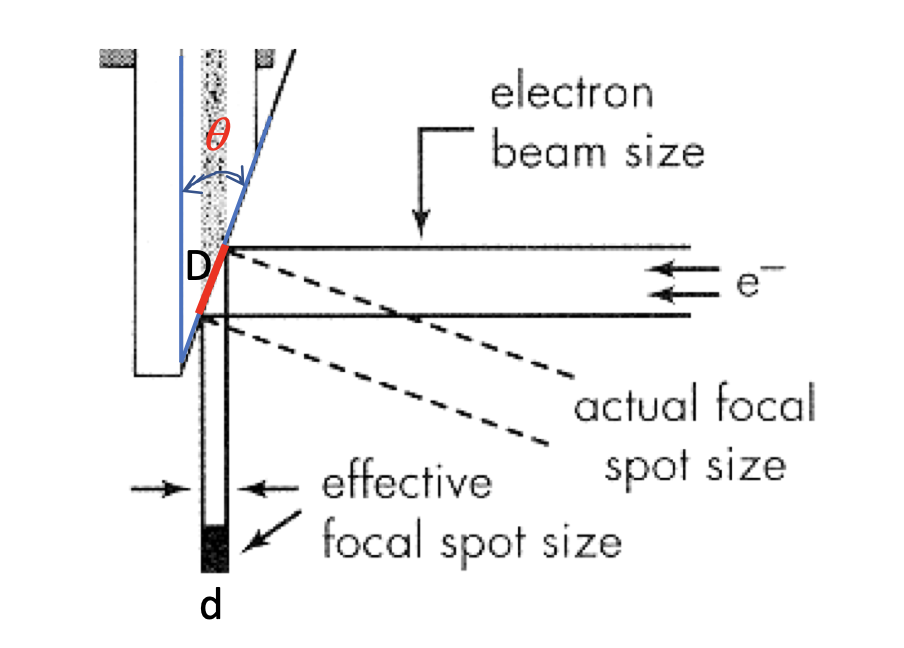 electron
beam size
θ
D
e⁻
actual focal
spot size
effective
focal spot size
d